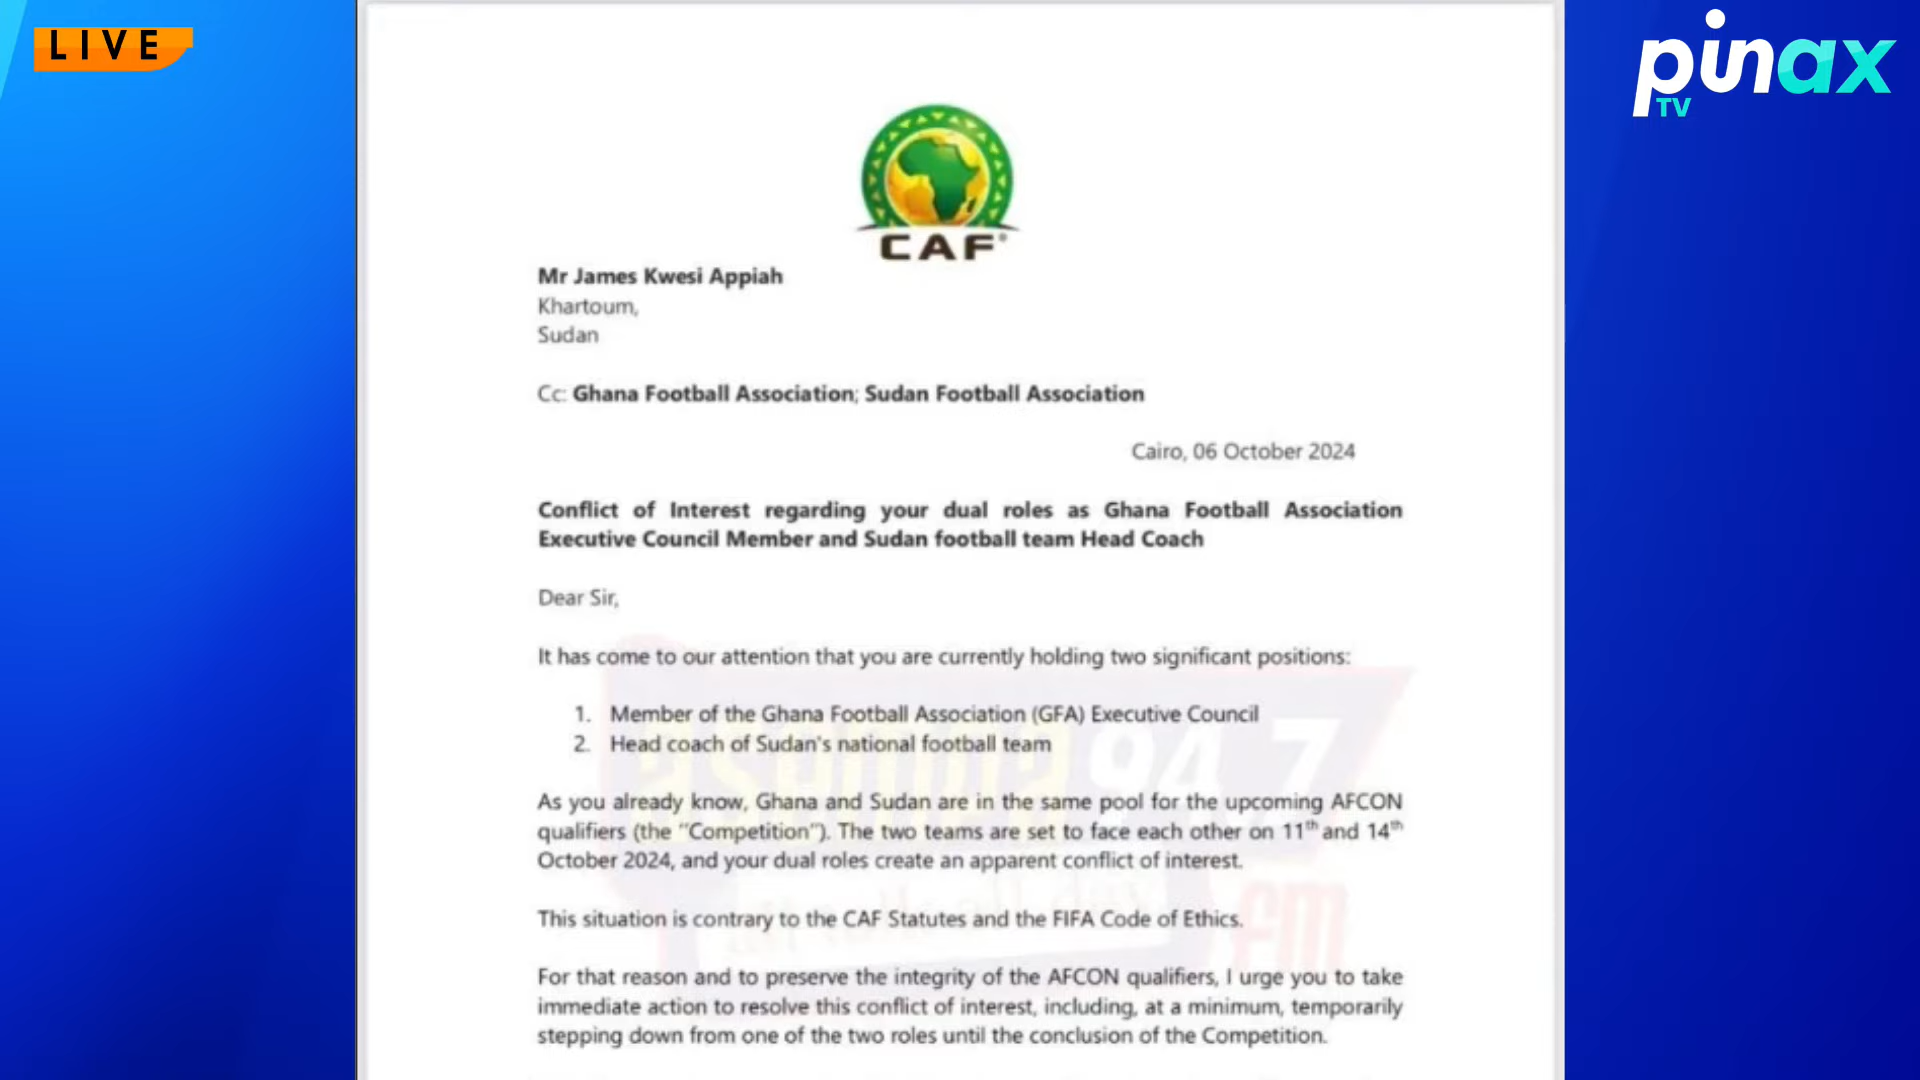 LIVE
pinax
TV
CAF
Mr James Kwesi Appiah
Khartoum,
Sudan
Cc: Ghana Football Association; Sudan Football Association
Cairo, 06 October 2024
Conflict of Interest regarding your dual roles as Ghana Football Association
Executive Council Member and Sudan football team Head Coach
Dear Sir,
It has come to our attention that you are currently holding two significant positions:
1. Member of the Ghana Football Association (GFA) Executive Council
2. Head coach of Sudan's national football team
As you already know, Ghana and Sudan are in the same pool for the upcoming AFCON
qualifiers (the "Competition"). The two teams are set to face each other on 11th and 14th
October 2024, and your dual roles create an apparent conflict of interest.
This situation is contrary to the CAF Statutes and the FIFA Code of Ethics.
For that reason and to preserve the integrity of the AFCON qualifiers, I urge you to take
immediate action to resolve this conflict of interest, including, at a minimum, temporarily
stepping down from one of the two roles until the conclusion of the Competition.
94.7
fm